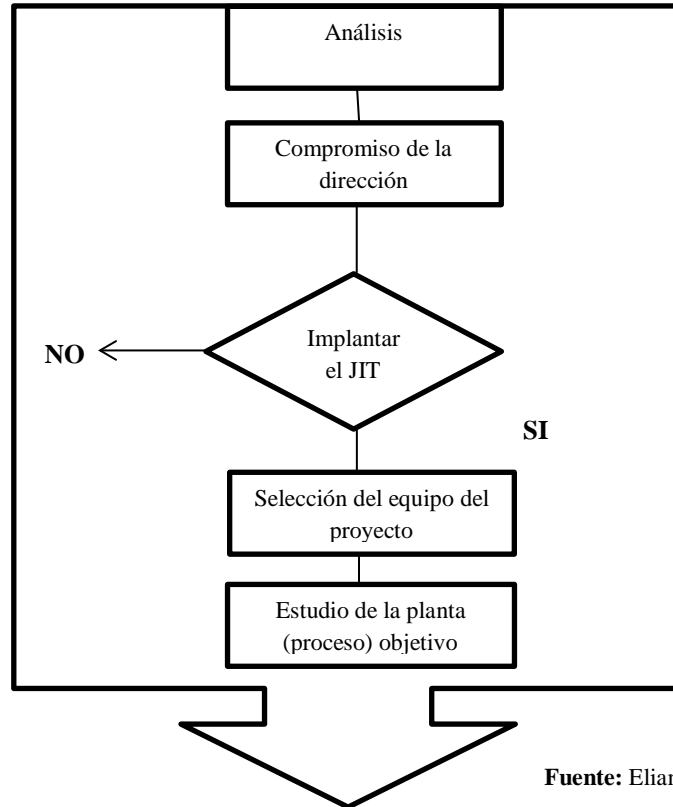 Análisis
Compromiso de la
dirección
Implantar
el JIT
NO
SI
Selección del equipo del
proyecto
Estudio de la planta
(proceso) objetivo
Fuente: